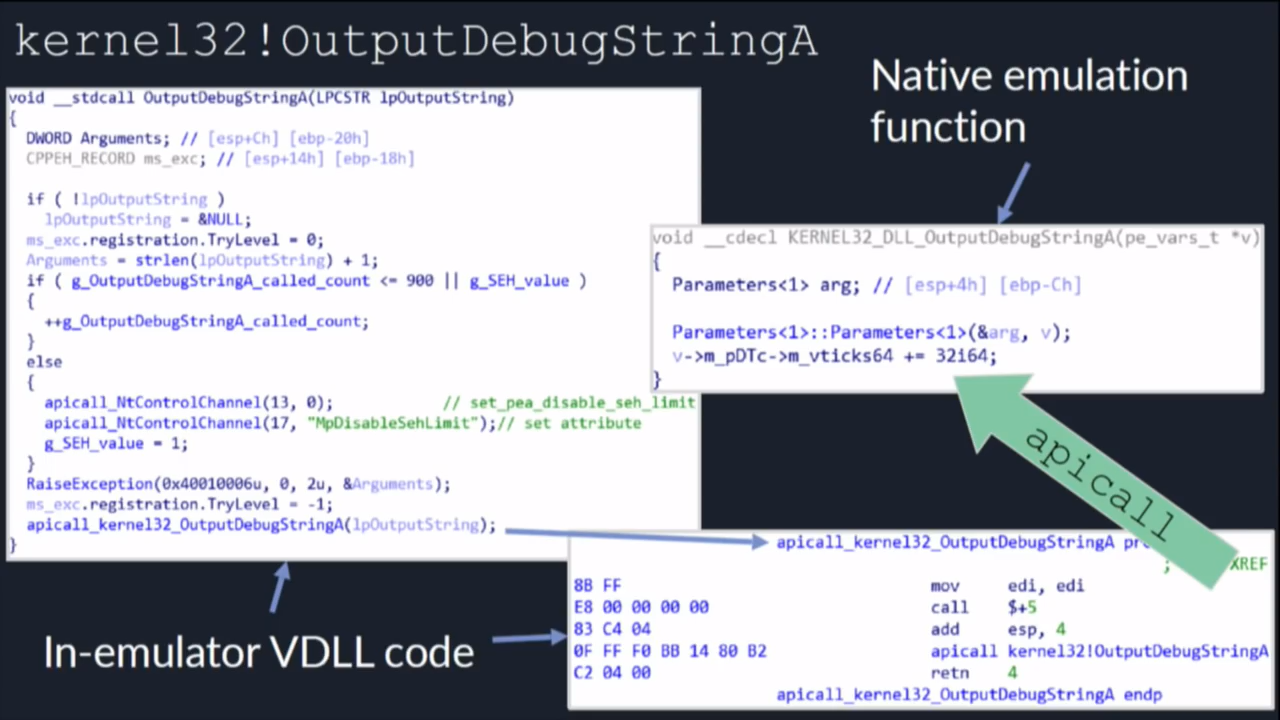 kernel32!OutputDebugStringA
void __stdcall OutputDebugStringA(LPCSTR lpOutputString)
{
DWORD Arguments; // [esp+Ch] [ebp-20h]
CPPEH_RECORD ms_exc; // [esp+14h] [ebp-18h]
if ( !lpOutputString )
lpOutputString = &NULL;
ms_exc.registration.TryLevel = 0;
Arguments = strlen(lpOutputString) + 1;
if ( g_OutputDebugStringA_called_count <= 900 || g_SEH_value )
{
++g_OutputDebugStringA_called_count;
}
else
{
apicall_NtControlChannel(13, 0); // set_pea_disable_seh_limit
apicall_NtControlChannel(17, "MpDisableSehLimit");// set attribute
g_SEH_value = 1;
}
RaiseException(0x40010006u, 0, 2u, &Arguments);
ms_exc.registration.TryLevel = -1;
apicall_kernel32_OutputDebugStringA(lpOutputString);
}
In-emulator VDLL code
Native emulation
function
void __cdecl KERNEL32_DLL_OutputDebugStringA(pe_vars_t *v)
{
Parameters<1> arg; // [esp+4h] [ebp-Ch]
Parameters<1>::Parameters<1>(&arg, v);
v->m_pDTc->m_vticks64 += 32i64;
}
apicall
apicall_kernel32_OutputDebugStringA
; XREF
8B FF mov edi, edi
E8 00 00 00 00 call $+5
83 C4 04 add esp, 4
0F FF F0 BB 14 80 B2 apicall kernel32!OutputDebugStringA
C2 04 00 retn 4
apicall_kernel32_OutputDebugStringA endp